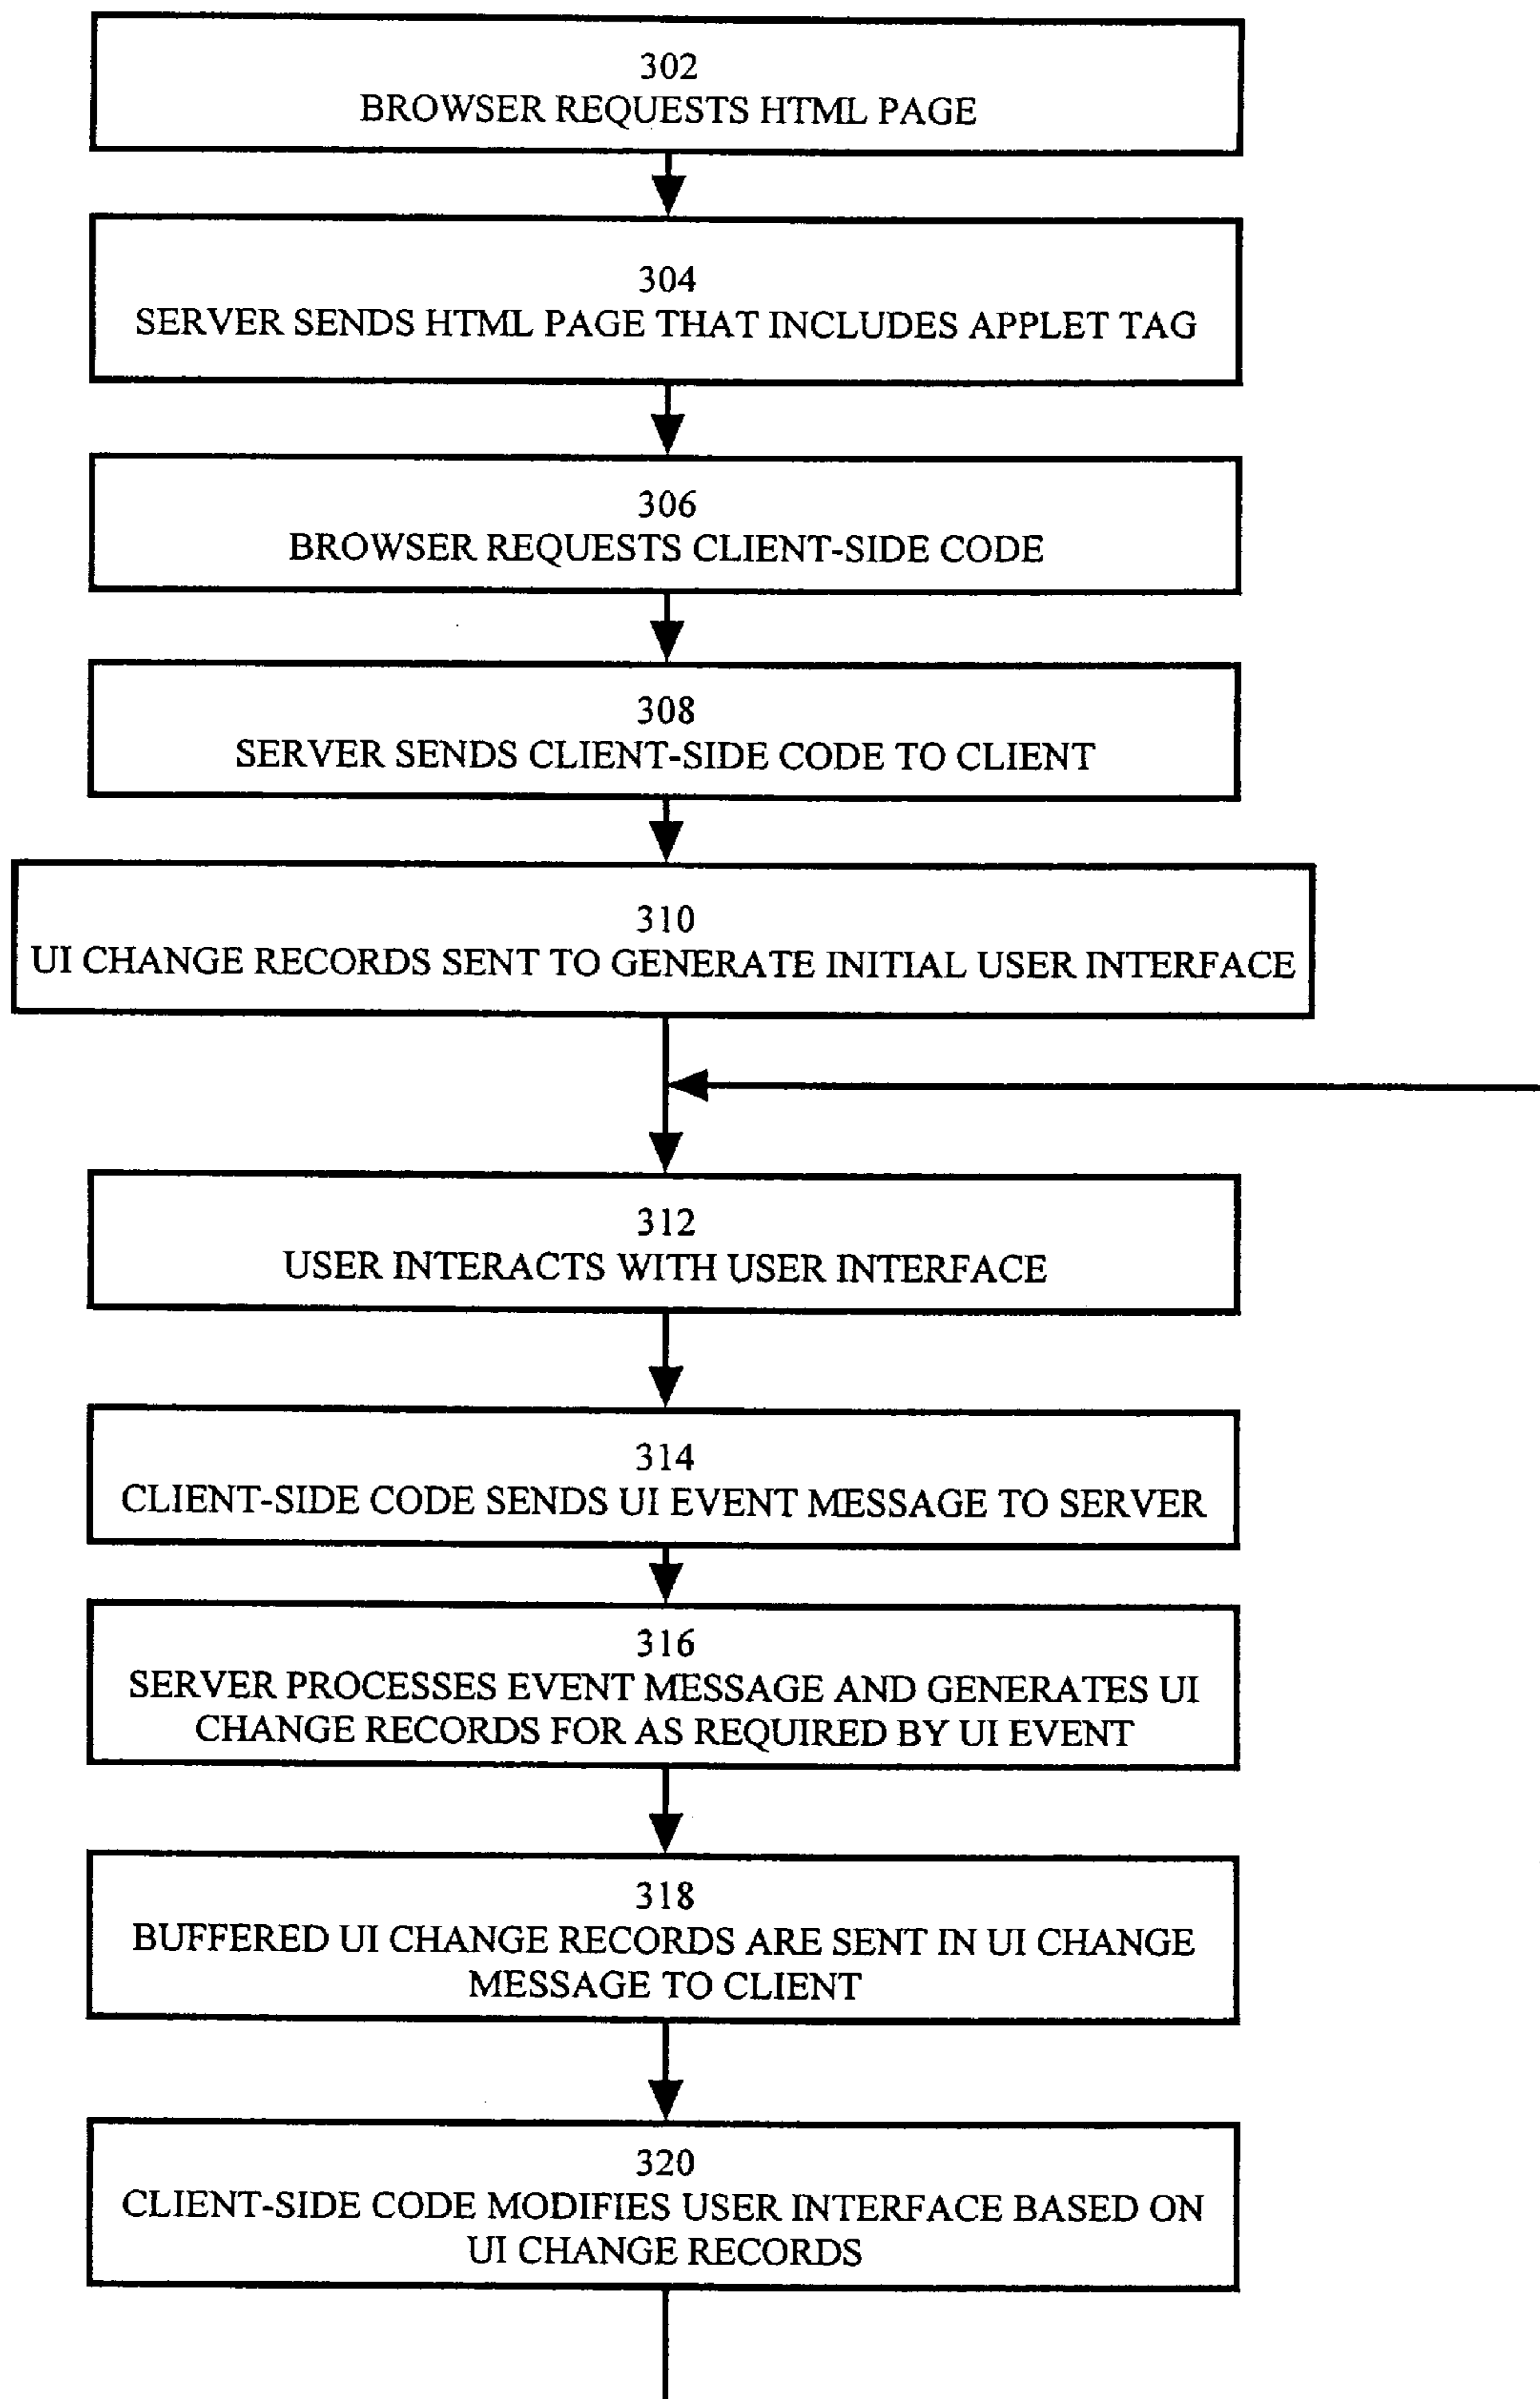 302
BROWSER REQUESTS HTML PAGE
304
SERVER SENDS HTML PAGE THAT INCLUDES APPLET TAG
306
BROWSER REQUESTS CLIENT-SIDE CODE
308
SERVER SENDS CLIENT-SIDE CODE TO CLIENT
310
UI CHANGE RECORDS SENT TO GENERATE INITIAL USER INTERFACE
312
USER INTERACTS WITH USER INTERFACE
314
CLIENT-SIDE CODE SENDS UI EVENT MESSAGE TO SERVER
316
SERVER PROCESSES EVENT MESSAGE AND GENERATES UI
CHANGE RECORDS FOR AS REQUIRED BY UI EVENT
318
BUFFERED UI CHANGE RECORDS ARE SENT IN UI CHANGE
MESSAGE TO CLIENT
320
CLIENT-SIDE CODE MODIFIES USER INTERFACE BASED ON
UI CHANGE RECORDS